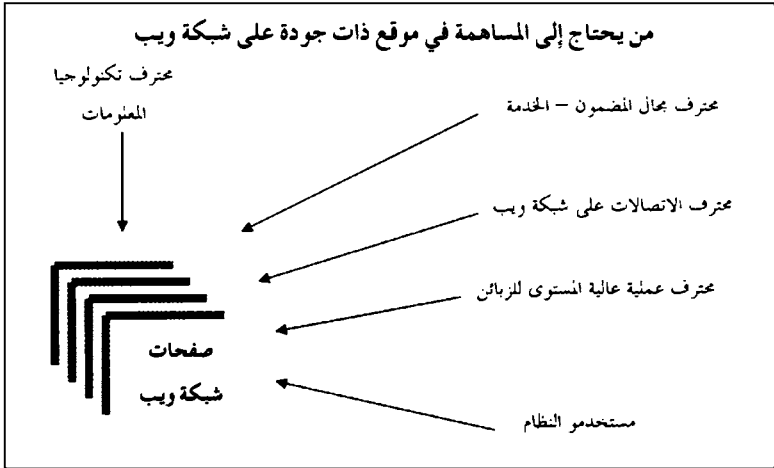 من يحتاج إلى المساهمة في موقع ذات جودة على شبكة ويب
محترف تكنولوجيا
المعلومات
محترف مجال المضمون – الخدمة
محترف الاتصالات على شبكة ويب
محترف عملية عالية المستوى للزبائن
مستخدمو النظام
صفحات
شبكة ويب